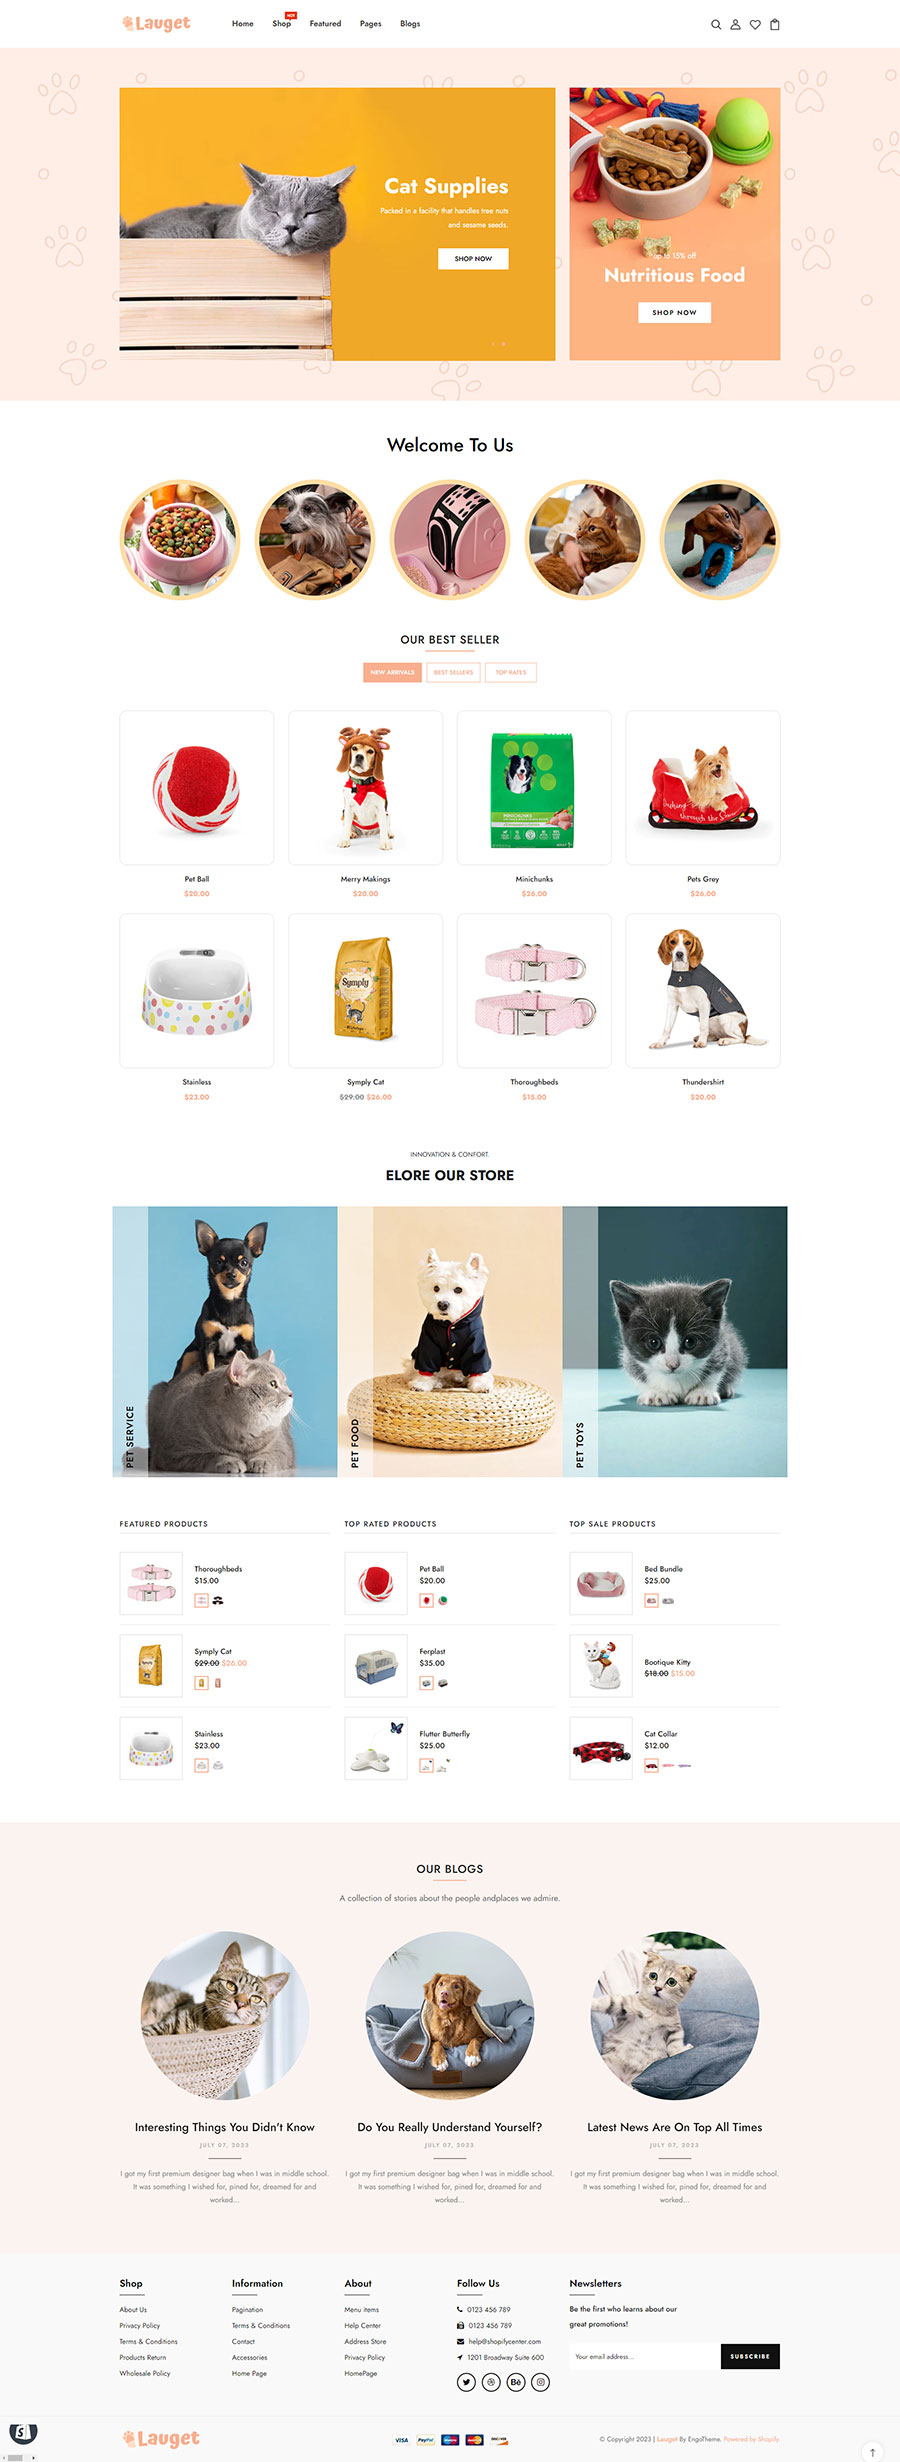 Lauget
Home
HOT
Shop
Featured
Pages
Blogs
Cat Supplies
Packed in a facility that handles tree nuts
and sesame seeds.
SHOP NOW
up to 15% off
Nutritious Food
SHOP NOW
Welcome To Us
OUR BEST SELLER
NEW ARRIVALS
BEST SELLERS
TOP RATES
MINICHUNKS
Dashing
through the Snow
Pet Ball
$20.00
Merry Makings
$20.00
Minichunks
$26.00
Pets Grey
$26.00
Symply
Stainless
$23.00
Symply Cat
$29.00 $26.00
Thoroughbeds
$15.00
Thundershirt
$20.00
INNOVATION & CONFORT.
ELORE OUR STORE
PET SERVICE
PET FOOD
PET TOYS
FEATURED PRODUCTS
Thoroughbeds
$15.00
Symply Cat
$29.00 $26.00
Stainless
$23.00
TOP RATED PRODUCTS
Pet Ball
$20.00
Ferplast
$35.00
Flutter Butterfly
$25.00
TOP SALE PRODUCTS
Bed Bundle
$25.00
Bootique Kitty
$18.00 $15.00
Cat Collar
$12.00
OUR BLOGS
A collection of stories about the people andplaces we admire.
Interesting Things You Didn't Know
JULY 07, 2023
I got my first premium designer bag when I was in middle school.
It was something I wished for, pined for, dreamed for and
worked...
Do You Really Understand Yourself?
JULY 07, 2023
I got my first premium designer bag when I was in middle school.
It was something I wished for, pined for, dreamed for and
worked...
Latest News Are On Top All Times
JULY 07, 2023
I got my first premium designer bag when I was in middle school.
It was something I wished for, pined for, dreamed for and
worked...
Shop
About Us
Privacy Policy
Terms & Conditions
Products Return
Wholesale Policy
Information
Pagination
Terms & Conditions
Contact
Accessories
Home Page
About
Menu items
Help Center
Address Store
Privacy Policy
HomePage
Follow Us
0123 456 789
0123 456 789
help@shopifycenter.com
1201 Broadway Suite 600
Bē
Newsletters
Be the first who learns about our
great promotions!
Your email address...
SUBSCRIBE
Lauget
VISA
PayPal
DISCOVER
© Copyright 2023 | Lauget By EngoTheme. Powered by Shopify.